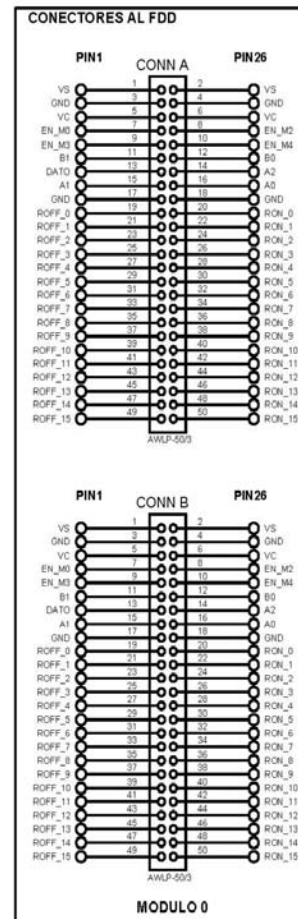 CONECTORES AL FDD
PIN1 CONN A PIN26
VS 1 2 VS
GND 3 4 GND
VC 5 6 VC
EN_M0 7 8 EN_M2
EN_M3 9 10 EN_M4
B1 11 12 B0
DATO 13 14 A2
A1 15 16 A0
GND 17 18 GND
ROFF_0 19 20 RON_0
ROFF_1 21 22 RON_1
ROFF_2 23 24 RON_2
ROFF_3 25 26 RON_3
ROFF_4 27 28 RON_4
ROFF_5 29 30 RON_5
ROFF_6 31 32 RON_6
ROFF_7 33 34 RON_7
ROFF_8 35 36 RON_8
ROFF_9 37 38 RON_9
ROFF_10 39 40 RON_10
ROFF_11 41 42 RON_11
ROFF_12 43 44 RON_12
ROFF_13 45 46 RON_13
ROFF_14 47 48 RON_14
ROFF_15 49 50 RON_15
AWLP-50/3
PIN1 CONN B PIN26
VS 1 2 VS
GND 3 4 GND
VC 5 6 VC
EN_M0 7 8 EN_M2
EN_M3 9 10 EN_M4
B1 11 12 B0
DATO 13 14 A2
A1 15 16 A0
GND 17 18 GND
ROFF_0 19 20 RON_0
ROFF_1 21 22 RON_1
ROFF_2 23 24 RON_2
ROFF_3 25 26 RON_3
ROFF_4 27 28 RON_4
ROFF_5 29 30 RON_5
ROFF_6 31 32 RON_6
ROFF_7 33 34 RON_7
ROFF_8 35 36 RON_8
ROFF_9 37 38 RON_9
ROFF_10 39 40 RON_10
ROFF_11 41 42 RON_11
ROFF_12 43 44 RON_12
ROFF_13 45 46 RON_13
ROFF_14 47 48 RON_14
ROFF_15 49 50 RON_15
AWLP-50/3
MODULO 0